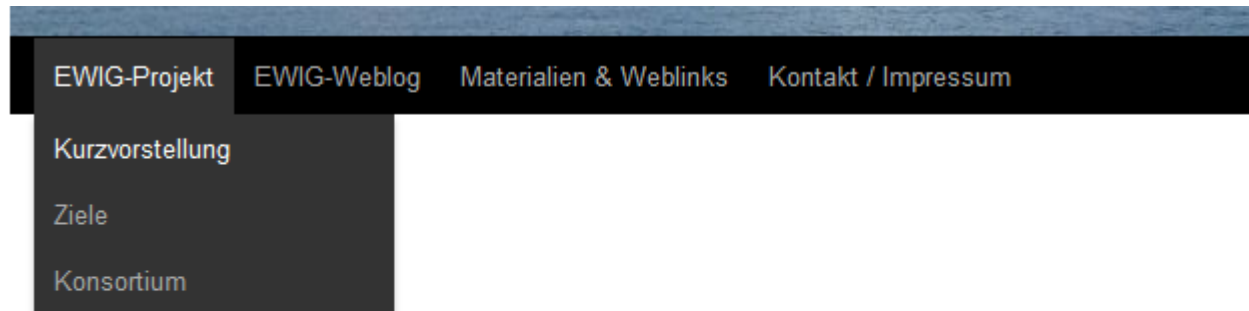 EWIG-Projekt EWIG-Weblog Materialien & Weblinks Kontakt / Impressum
Kurzvorstellung
Ziele
Konsortium